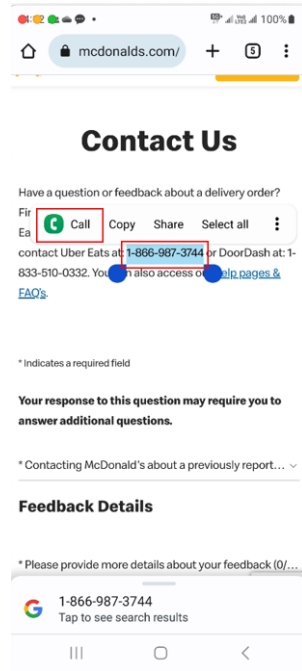 100%
mcdonalds.com/
5
Contact Us
Have a question or feedback about a delivery order?
Fir
Call Copy Share Select all
Ea
contact Uber Eats at: 1-866-987-3744 or DoorDash at: 1-
833-510-0332. You n also access o elp pages &
FAQ's.
* Indicates a required field
Your response to this question may require you to
answer additional questions.
* Contacting McDonald's about a previously report...
Feedback Details
* Please provide more details about your feedback (0/...
1-866-987-3744
Tap to see search results